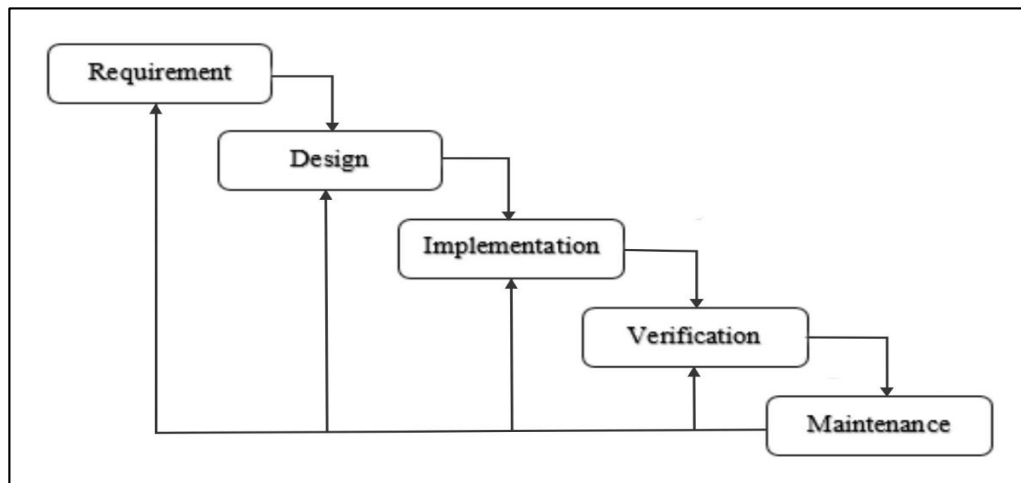 Requirement
Design
Implementation
Verification
Maintenance